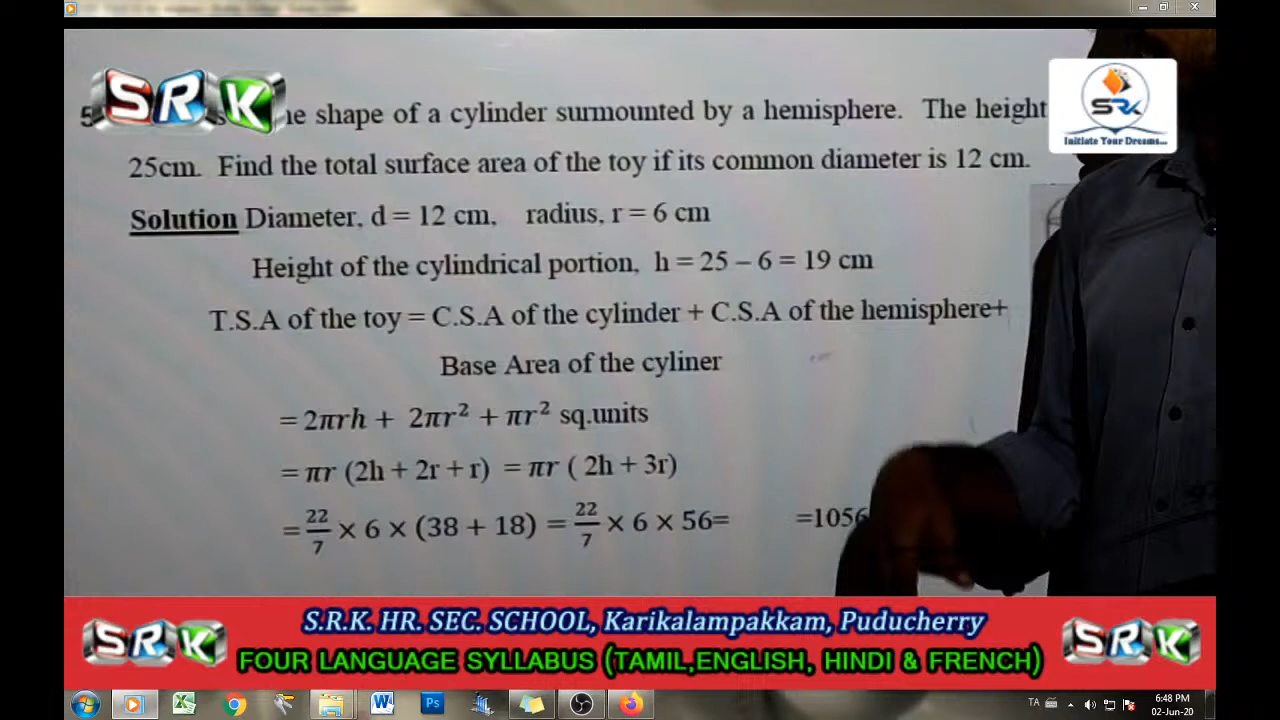 SRK
he shape of a cylinder surmounted by a hemisphere. The height
SRK
Initiate Your Dreams...
25cm. Find the total surface area of the toy if its common diameter is 12 cm.
Solution Diameter, d = 12 cm, radius, r = 6 cm
Height of the cylindrical portion, h = 25 – 6 = 19 cm
T.S.A of the toy = C.S.A of the cylinder + C.S.A of the hemisphere+
Base Area of the cyliner
= 2πrh + 2πr² + πr² sq.units
= πr (2h + 2r + r) = πr ( 2h + 3r)
= 22/7 × 6 × (38 + 18) = 22/7 × 6 × 56= =1056
S.R.K. HR. SEC. SCHOOL, Karikalampakkam, Puducherry
SRK
SRK
FOUR LANGUAGE SYLLABUS (TAMIL,ENGLISH, HINDI & FRENCH)
TA
6:48 PM
02-Jun-20